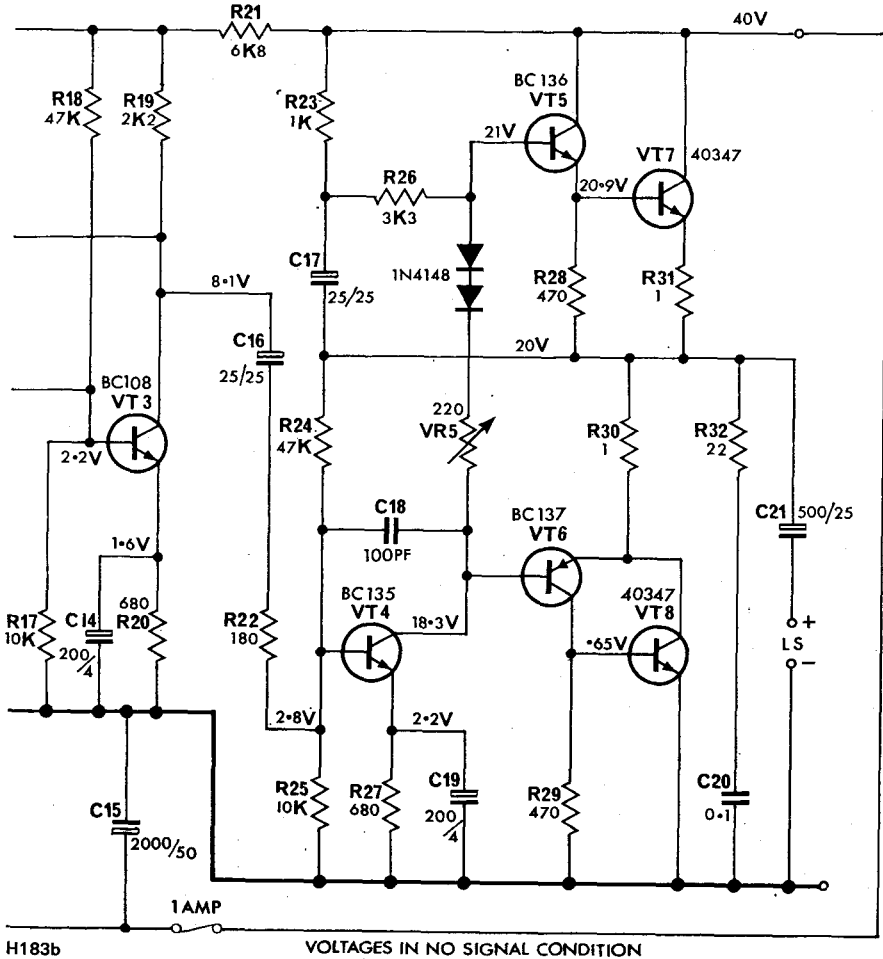 R21
6K8
40V
R18
47K
R19
2K2
R23
1K
BC136
VT5
21V
VT7
40347
R26
3K3
20·9V
C17
25/25
1N4148
R28
470
R31
1
8·1V
C16
25/25
20V
BC108
VT3
2·2V
R24
47K
220
VR5
R30
1
R32
22
C18
100PF
BC137
VT6
C21
500/25
1·6V
R17
10K
C14
200/4
680
R20
R22
180
BC135
VT4
18·3V
40347
VT8
·65V
+
LS
−
2·8V
2·2V
C15
2000/50
R25
10K
R27
680
C19
200/4
R29
470
C20
0·1
1AMP
H183b
VOLTAGES IN NO SIGNAL CONDITION